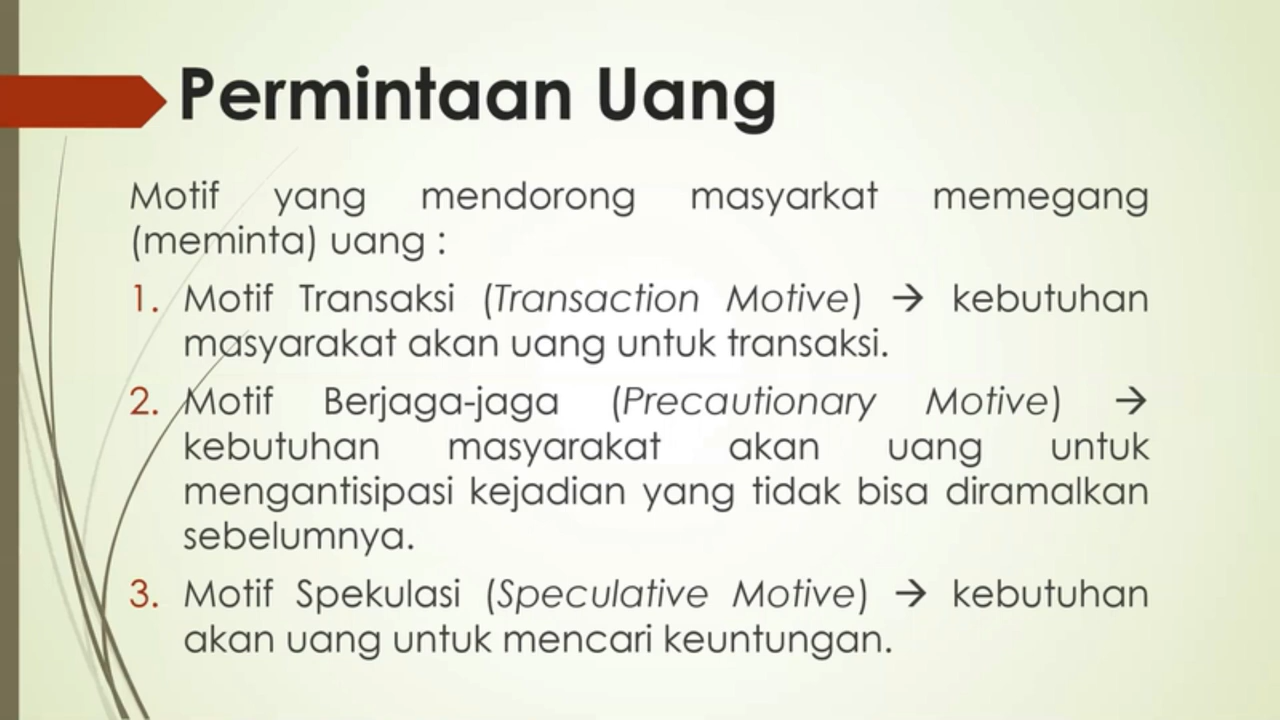 Permintaan Uang
Motif yang mendorong masyarkat memegang
(meminta) uang :
1. Motif Transaksi (Transaction Motive) → kebutuhan
masyarakat akan uang untuk transaksi.
2. Motif Berjaga-jaga (Precautionary Motive) →
kebutuhan masyarakat akan uang untuk
mengantisipasi kejadian yang tidak bisa diramalkan
sebelumnya.
3. Motif Spekulasi (Speculative Motive) → kebutuhan
akan uang untuk mencari keuntungan.